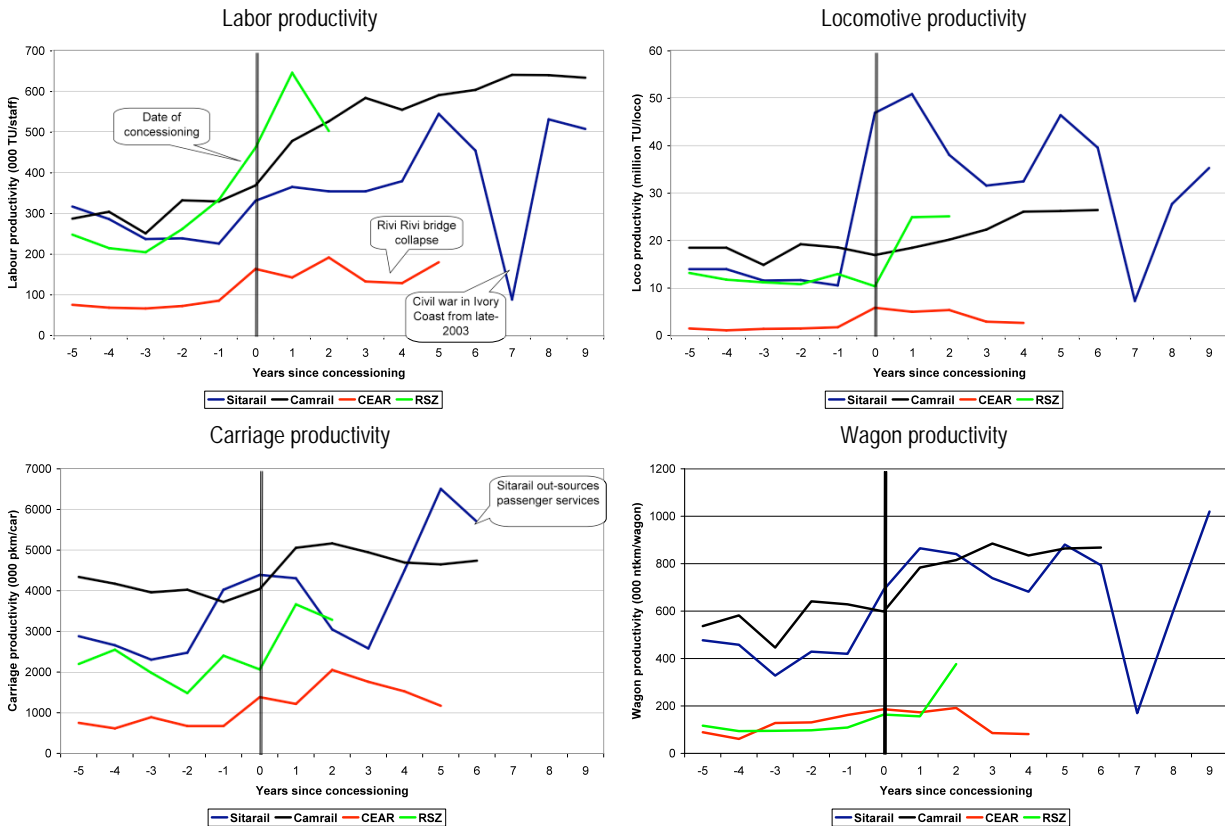 Labor productivity
700
600
500
400
300
200
100
0
Labour productivity (000 TU/staff)
Date of
concessioning
Rivi Rivi bridge
collapse
Civil war in Ivory
Coast from late-
2003
-5 -4 -3 -2 -1 0 1 2 3 4 5 6 7 8 9
Years since concessioning
Sitarail Camrail CEAR RSZ
Locomotive productivity
60
50
40
30
20
10
0
Loco productivity (million TU/loco)
-5 -4 -3 -2 -1 0 1 2 3 4 5 6 7 8 9
Years since concessioning
Sitarail Camrail CEAR RSZ
Carriage productivity
7000
6000
5000
4000
3000
2000
1000
0
Carriage productivity (000 pkm/car)
Sitarail out-sources
passenger services
-5 -4 -3 -2 -1 0 1 2 3 4 5 6 7 8 9
Years since concessioning
Sitarail Camrail CEAR RSZ
Wagon productivity
1200
1000
800
600
400
200
0
Wagon productivity (000 ntkm/wagon)
-5 -4 -3 -2 -1 0 1 2 3 4 5 6 7 8 9
Years since concessioning
Sitarail Camrail CEAR RSZ